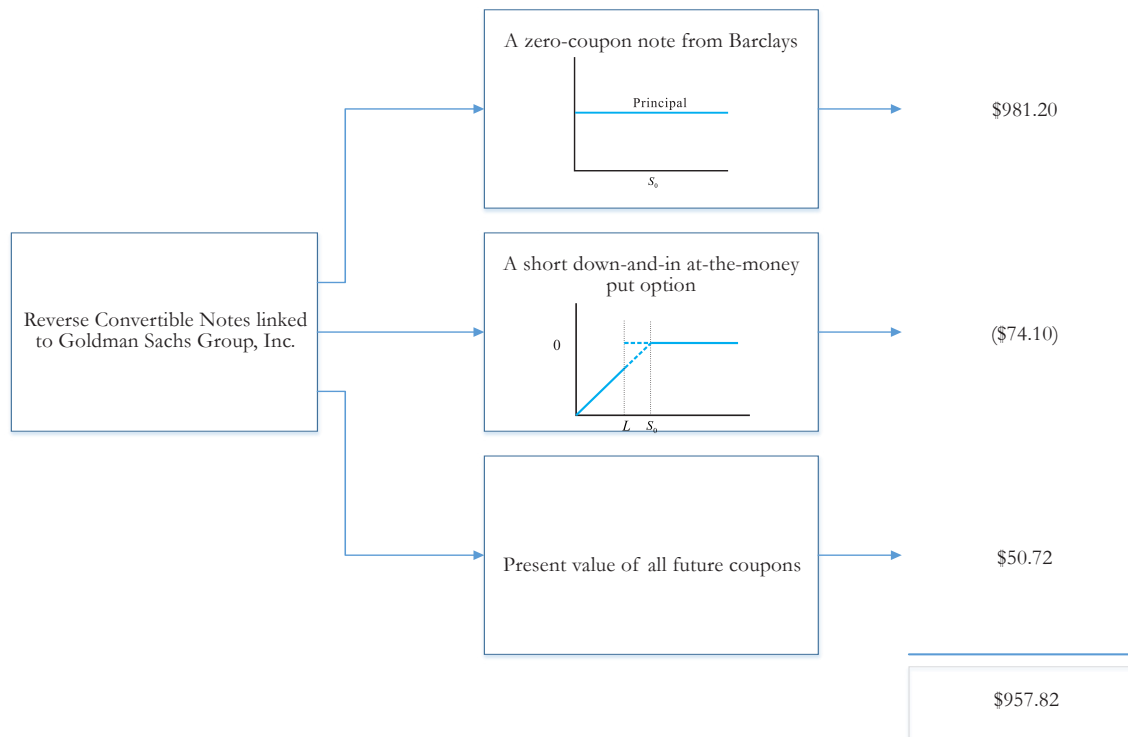 A zero-coupon note from Barclays
Principal
S₀
$981.20
Reverse Convertible Notes linked
to Goldman Sachs Group, Inc.
A short down-and-in at-the-money
put option
0
L S₀
($74.10)
Present value of all future coupons
$50.72
$957.82